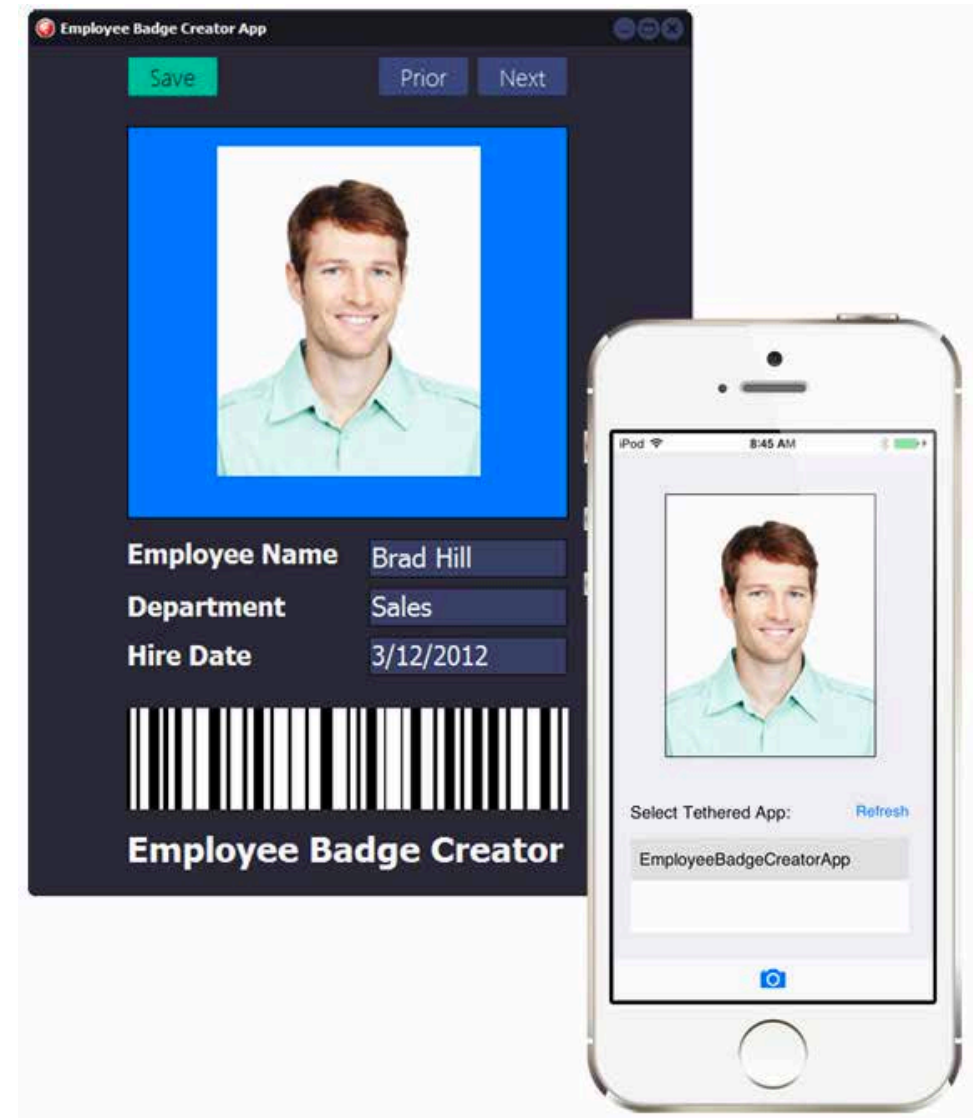 Employee Badge Creator App
Save Prior Next
Employee Name Brad Hill
Department Sales
Hire Date 3/12/2012
Employee Badge Creator
iPod 8:45 AM
Select Tethered App: Refresh
EmployeeBadgeCreatorApp